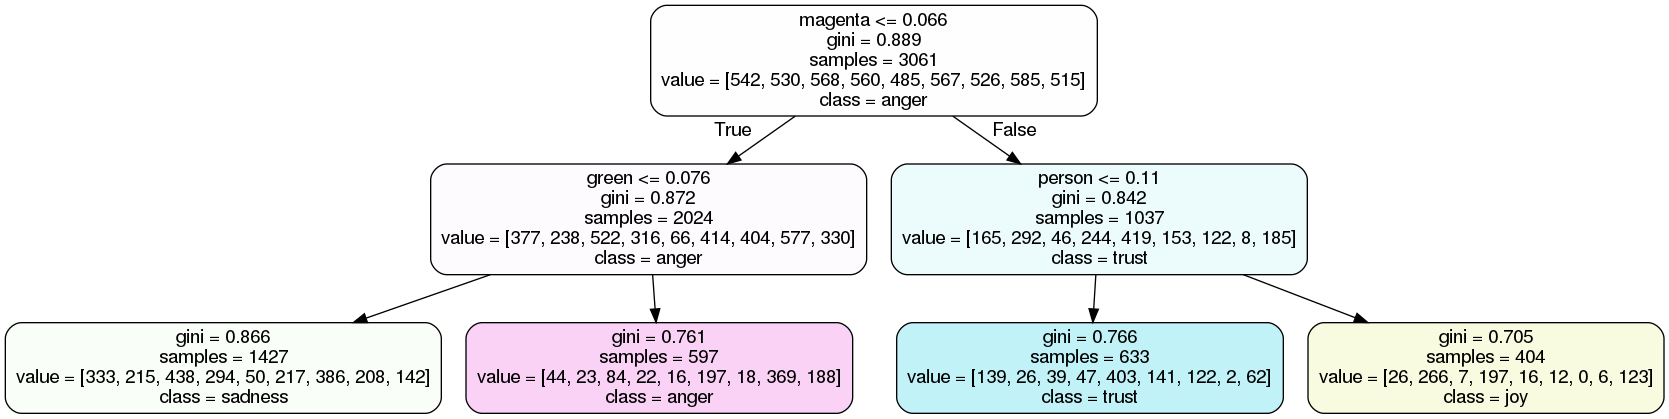 magenta <= 0.066
gini = 0.889
samples = 3061
value = [542, 530, 568, 560, 485, 567, 526, 585, 515]
class = anger
True
False
green <= 0.076
gini = 0.872
samples = 2024
value = [377, 238, 522, 316, 66, 414, 404, 577, 330]
class = anger
person <= 0.11
gini = 0.842
samples = 1037
value = [165, 292, 46, 244, 419, 153, 122, 8, 185]
class = trust
gini = 0.866
samples = 1427
value = [333, 215, 438, 294, 50, 217, 386, 208, 142]
class = sadness
gini = 0.761
samples = 597
value = [44, 23, 84, 22, 16, 197, 18, 369, 188]
class = anger
gini = 0.766
samples = 633
value = [139, 26, 39, 47, 403, 141, 122, 2, 62]
class = trust
gini = 0.705
samples = 404
value = [26, 266, 7, 197, 16, 12, 0, 6, 123]
class = joy